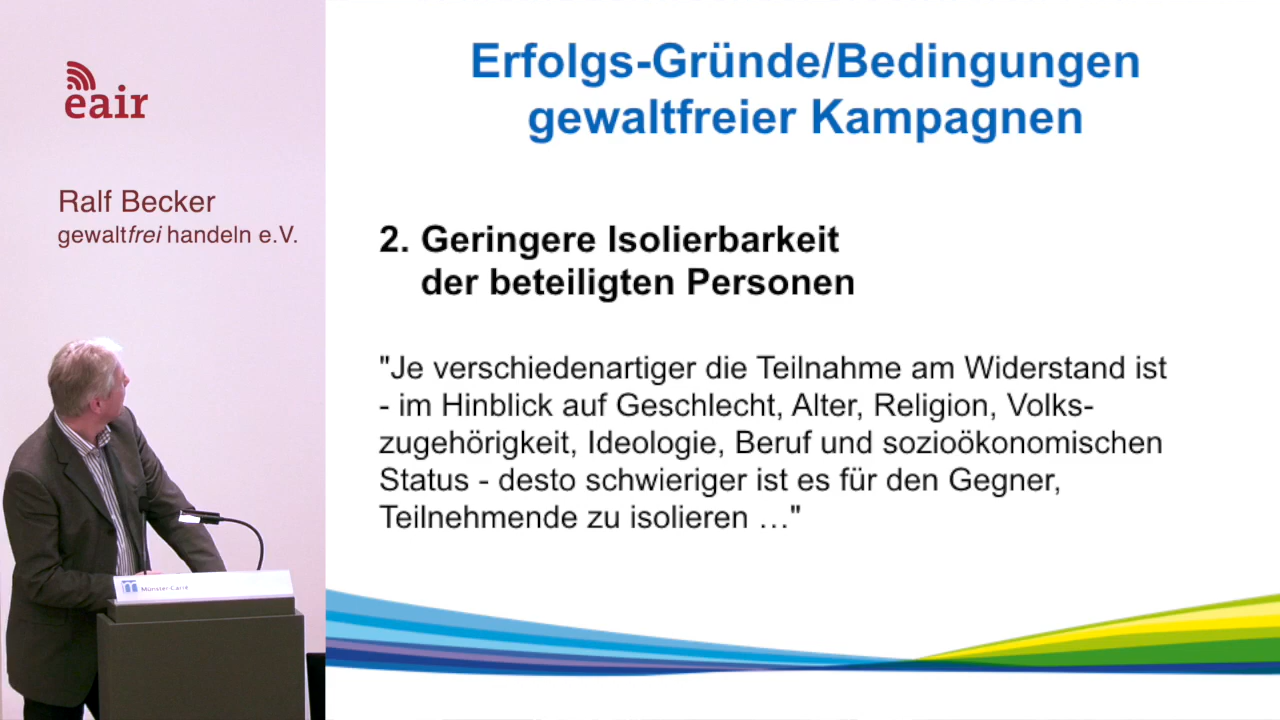 eair
Ralf Becker
gewaltfrei handeln e.V.
Münster Carré
Erfolgs-Gründe/Bedingungen
gewaltfreier Kampagnen
2. Geringere Isolierbarkeit
der beteiligten Personen
"Je verschiedenartiger die Teilnahme am Widerstand ist
- im Hinblick auf Geschlecht, Alter, Religion, Volks-
zugehörigkeit, Ideologie, Beruf und sozioökonomischen
Status - desto schwieriger ist es für den Gegner,
Teilnehmende zu isolieren …"